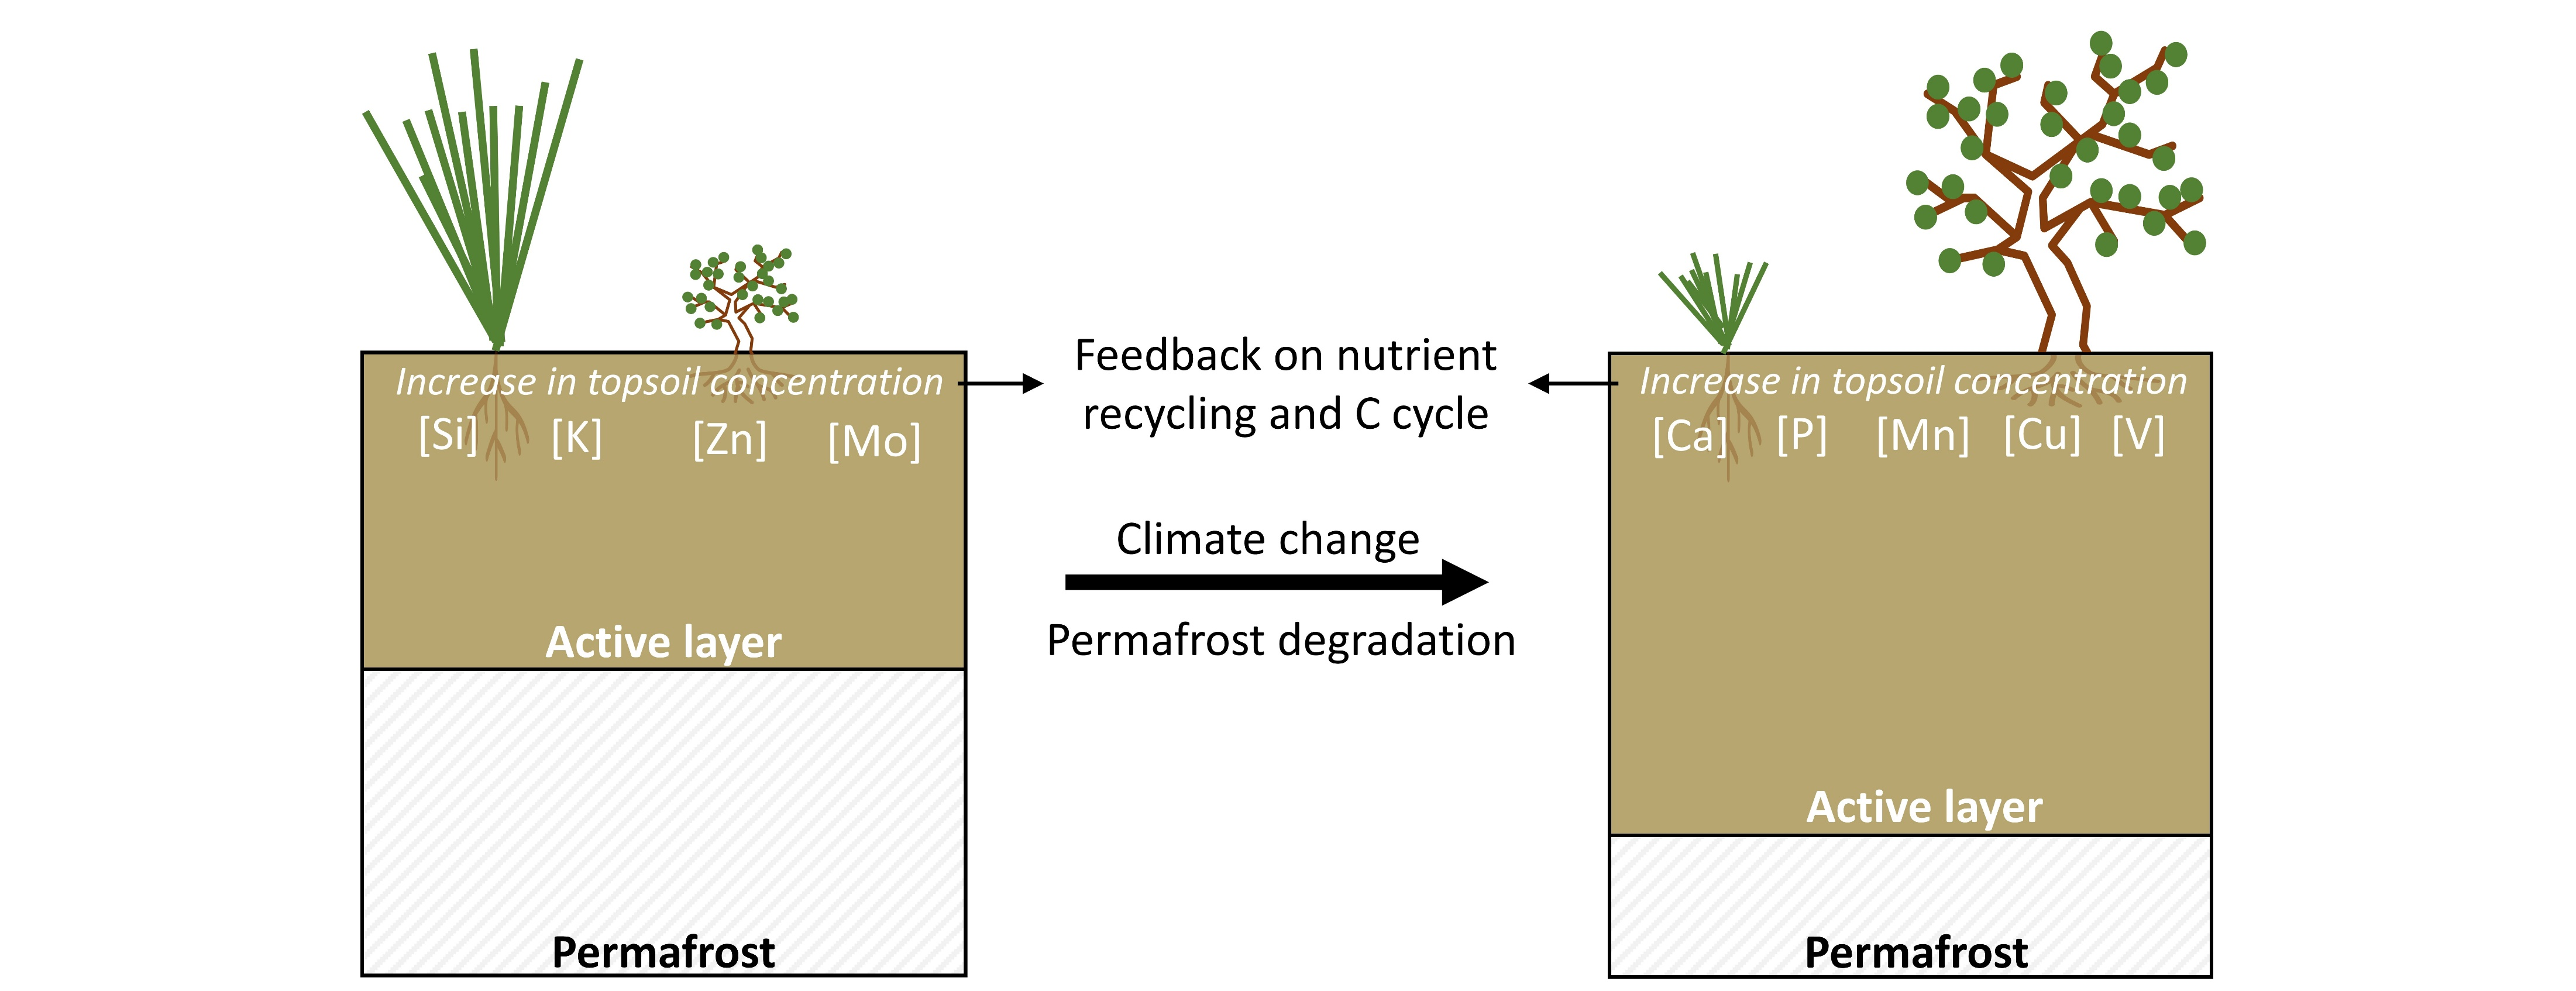 Increase in topsoil concentration
[Si] [K] [Zn] [Mo]
Active layer
Permafrost
Feedback on nutrient
recycling and C cycle
Climate change
Permafrost degradation
Increase in topsoil concentration
[Ca] [P] [Mn] [Cu] [V]
Active layer
Permafrost